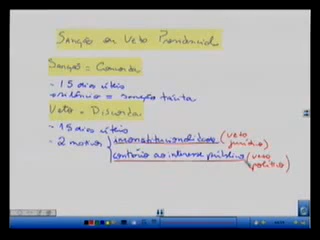 Sanção ou Veto Presidencial
Sanção = Concorda
- 15 dias úteis
silêncio = sanção tácita
Veto = Discorda
- 15 dias úteis
- 2 motivos
inconstitucionalidade (veto jurídico)
contrário ao interesse público (veto político)